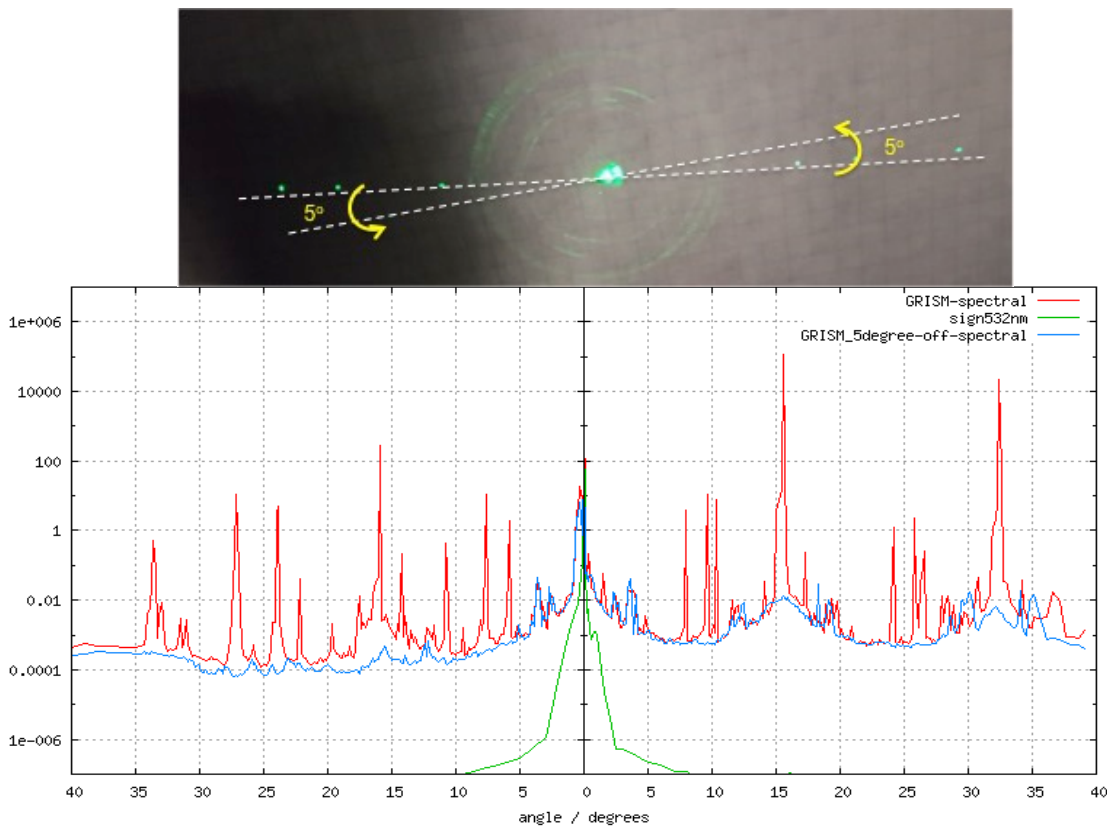 5°
5°
GRISM-spectral
sign532nm
GRISM_5degree-off-spectral
1e+006
10000
100
1
0.01
0.0001
1e-006
40 35 30 25 20 15 10 5 0 5 10 15 20 25 30 35 40
angle / degrees